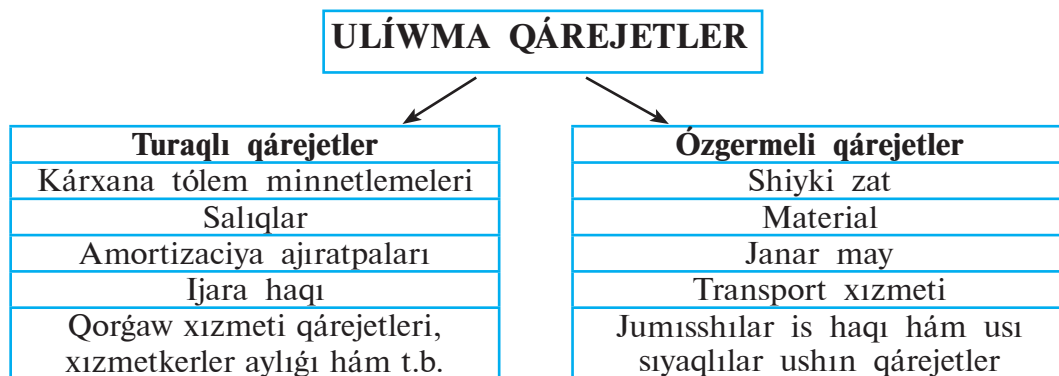 ULÍWMA QÁREJETLER
Turaqlı qárejetler
Kárxana tólem minnetlemeleri
Salıqlar
Amortizaciya ajıratpaları
Ijara haqı
Qorǵaw xızmeti qárejetleri,
xızmetkerler aylıǵı hám t.b.
Ózgermeli qárejetler
Shiyki zat
Material
Janar may
Transport xızmeti
Jumısshılar is haqı hám usı
sıyaqlılar ushın qárejetler